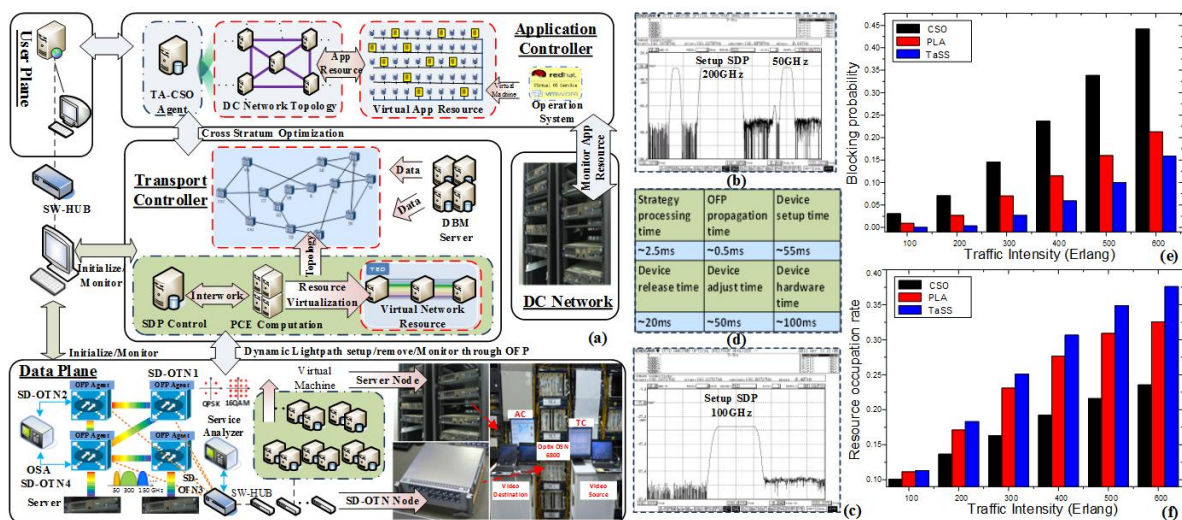 User Plane
SW-HUB
Initialize/
Monitor
Initialize/Monitor
Application
Controller
TA-CSO
Agent
DC Network Topology
App
Resource
Virtual App Resource
Virtual
Machine
redhat
vmware
Operation
System
Cross Stratum Optimization
Transport
Controller
Data
Data
DBM
Server
Topology
SDP Control
Interwork
PCE Computation
Resource
Virtualization
Virtual Network
Resource
Monitor App
Resource
DC Network
(a)
Dynamic Lightpath setup/remove/Monitor through OFP
Data Plane
SD-OTN1
SD-OTN2
OFP Agent
OFP Agent
OFP Agent
OFP Agent
QPSK
16QAM
Service
Analyzer
OSA
SD-OTN4
SD-
OTN3
Server
SW-HUB
Virtual
Machine
Server Node
SD-OTN Node
AC
TC
Optix OSN
6800
Video
Destination
Video
Source
Setup SDP
200GHz
50GHz
(b)
Strategy
processing
time
OFP
propagation
time
Device
setup time
~2.5ms
~0.5ms
~55ms
Device
release time
Device
adjust time
Device
hardware
time
~20ms
~50ms
~100ms
(d)
Setup SDP
100GHz
(c)
Blocking probability
0.45
0.40
0.35
0.30
0.25
0.20
0.15
0.10
0.05
0.00
CSO
PLA
TaSS
100
200
300
400
500
600
Traffic Intensity (Erlang)
(e)
Resource occupation rate
0.40
0.35
0.30
0.25
0.20
0.15
0.10
CSO
PLA
TaSS
100
200
300
400
500
600
Traffic Intensity (Erlang)
(f)